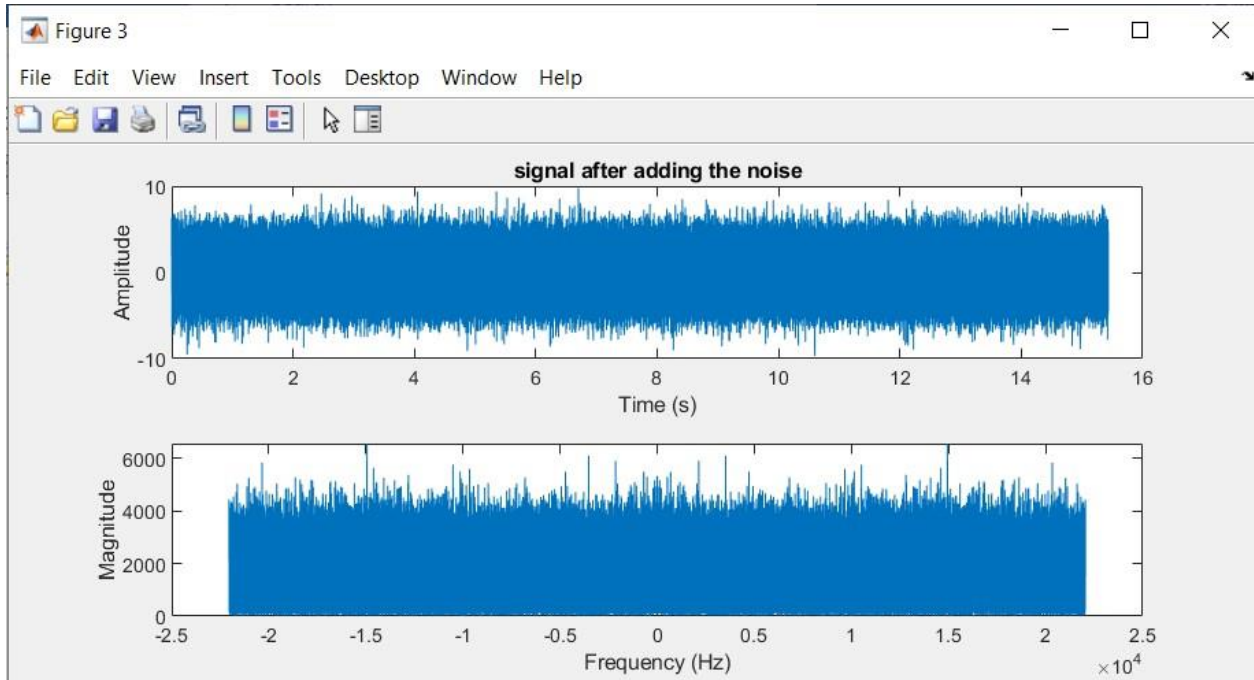 Figure 3
File Edit View Insert Tools Desktop Window Help
signal after adding the noise
10
0
-10
Amplitude
0 2 4 6 8 10 12 14 16
Time (s)
6000
4000
2000
0
Magnitude
-2.5 -2 -1.5 -1 -0.5 0 0.5 1 1.5 2 2.5
Frequency (Hz)
×10⁴